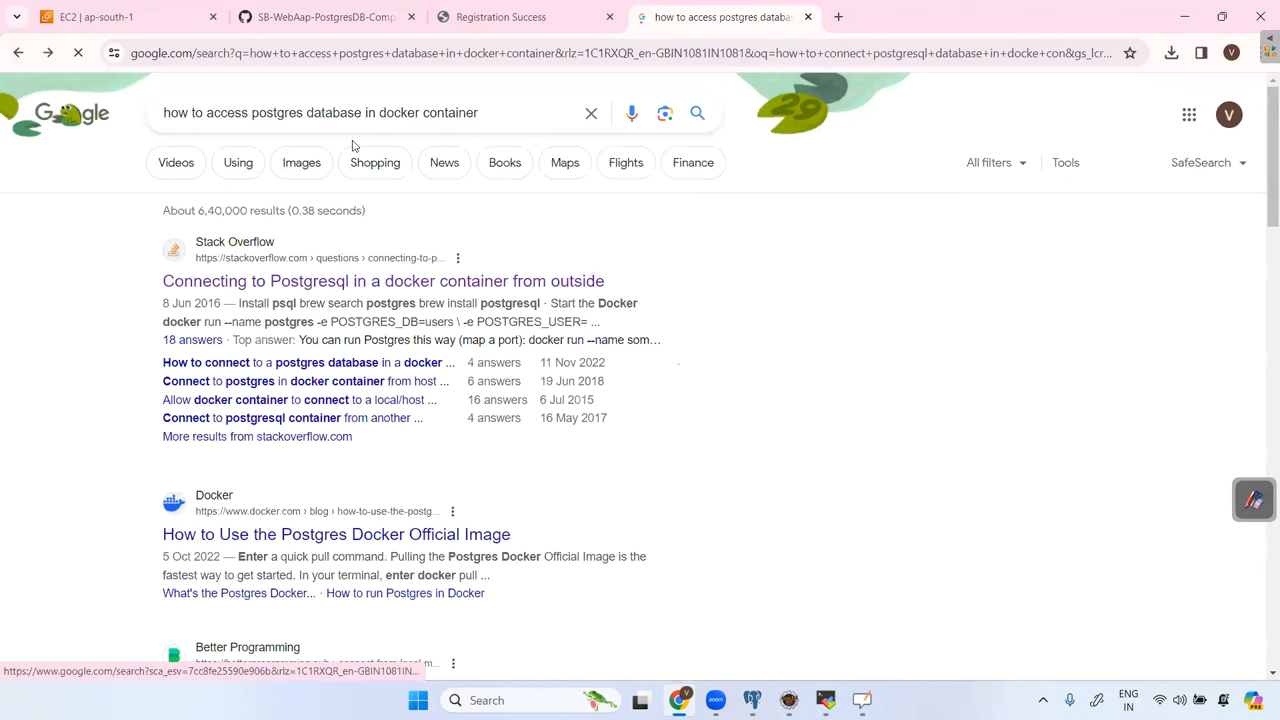 EC2 | ap-south-1
SB-WebAap-PostgresDB-Comp
Registration Success
how to access postgres databa
google.com/search?q=how+to+access+postgres+database+in+docker+container&rlz=1C1RXQR_en-GBIN1081IN1081&oq=how+to+connect+postgresql+database+in+docke+con&gs_lcr...
V
Google
how to access postgres database in docker container
29
V
Videos
Using
Images
Shopping
News
Books
Maps
Flights
Finance
All filters
Tools
SafeSearch
About 6,40,000 results (0.38 seconds)
Stack Overflow
https://stackoverflow.com › questions › connecting-to-p...
Connecting to Postgresql in a docker container from outside
8 Jun 2016 — Install psql brew search postgres brew install postgresql · Start the Docker
docker run --name postgres -e POSTGRES_DB=users \ -e POSTGRES_USER= ...
18 answers · Top answer: You can run Postgres this way (map a port): docker run --name som…
How to connect to a postgres database in a docker ... 4 answers 11 Nov 2022
Connect to postgres in docker container from host ... 6 answers 19 Jun 2018
Allow docker container to connect to a local/host ... 16 answers 6 Jul 2015
Connect to postgresql container from another ... 4 answers 16 May 2017
More results from stackoverflow.com
Docker
https://www.docker.com › blog › how-to-use-the-postg...
How to Use the Postgres Docker Official Image
5 Oct 2022 — Enter a quick pull command. Pulling the Postgres Docker Official Image is the
fastest way to get started. In your terminal, enter docker pull ...
What's the Postgres Docker... · How to run Postgres in Docker
Better Programming
https://www.google.com/search?sca_esv=7cc8fe25590e906b&rlz=1C1RXQR_en-GBIN1081IN...
Search
ENG
IN